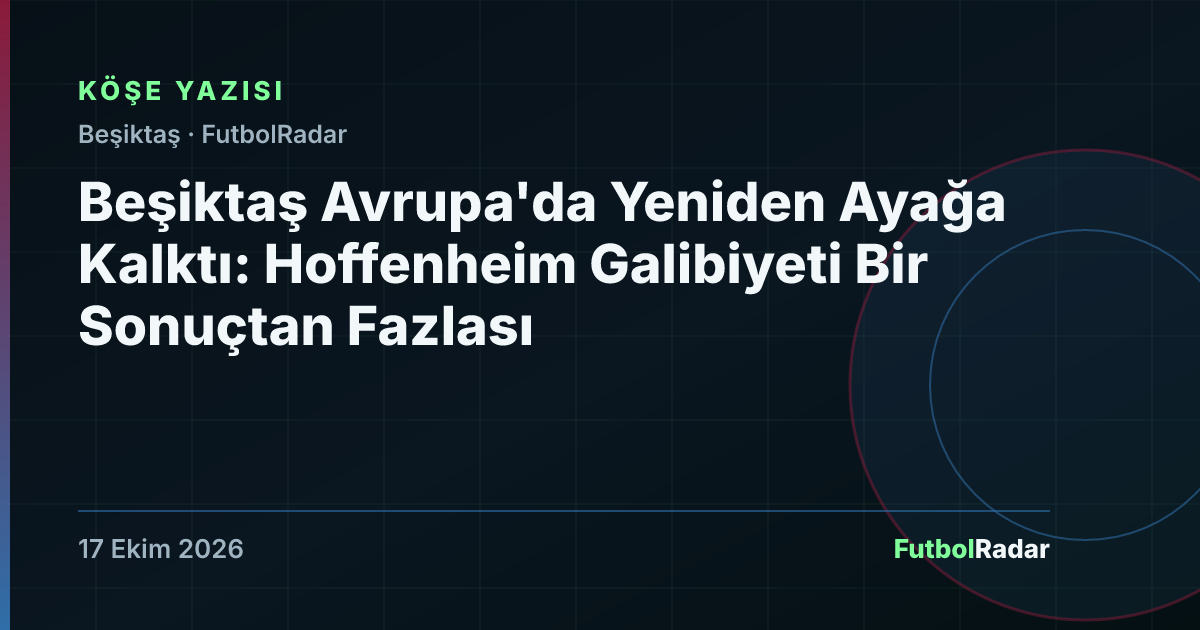 KÖŞE YAZISI
Beşiktaş · FutbolRadar
Beşiktaş Avrupa'da Yeniden Ayağa
Kalktı: Hoffenheim Galibiyeti Bir
Sonuçtan Fazlası
17 Ekim 2026
FutbolRadar